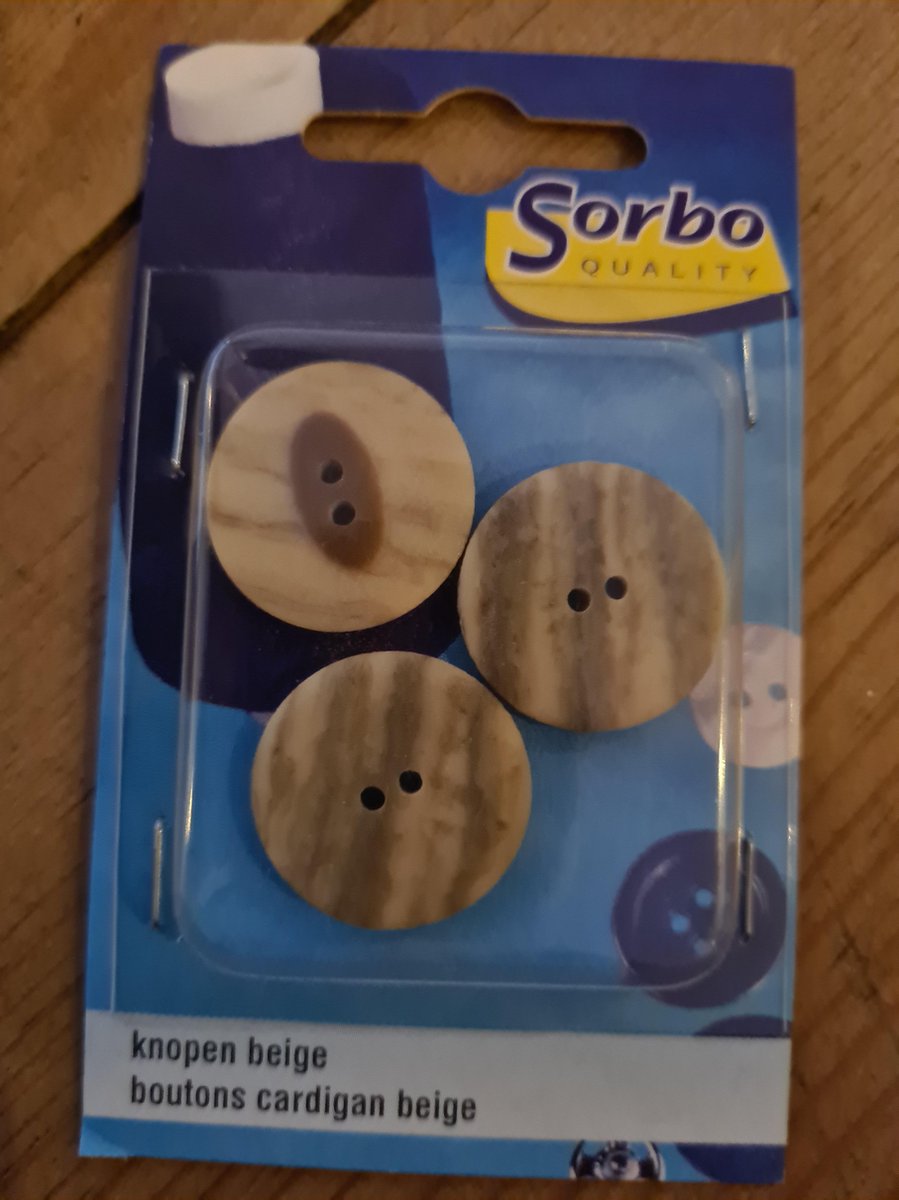 Sorbo
QUALITY
knopen beige
boutons cardigan beige